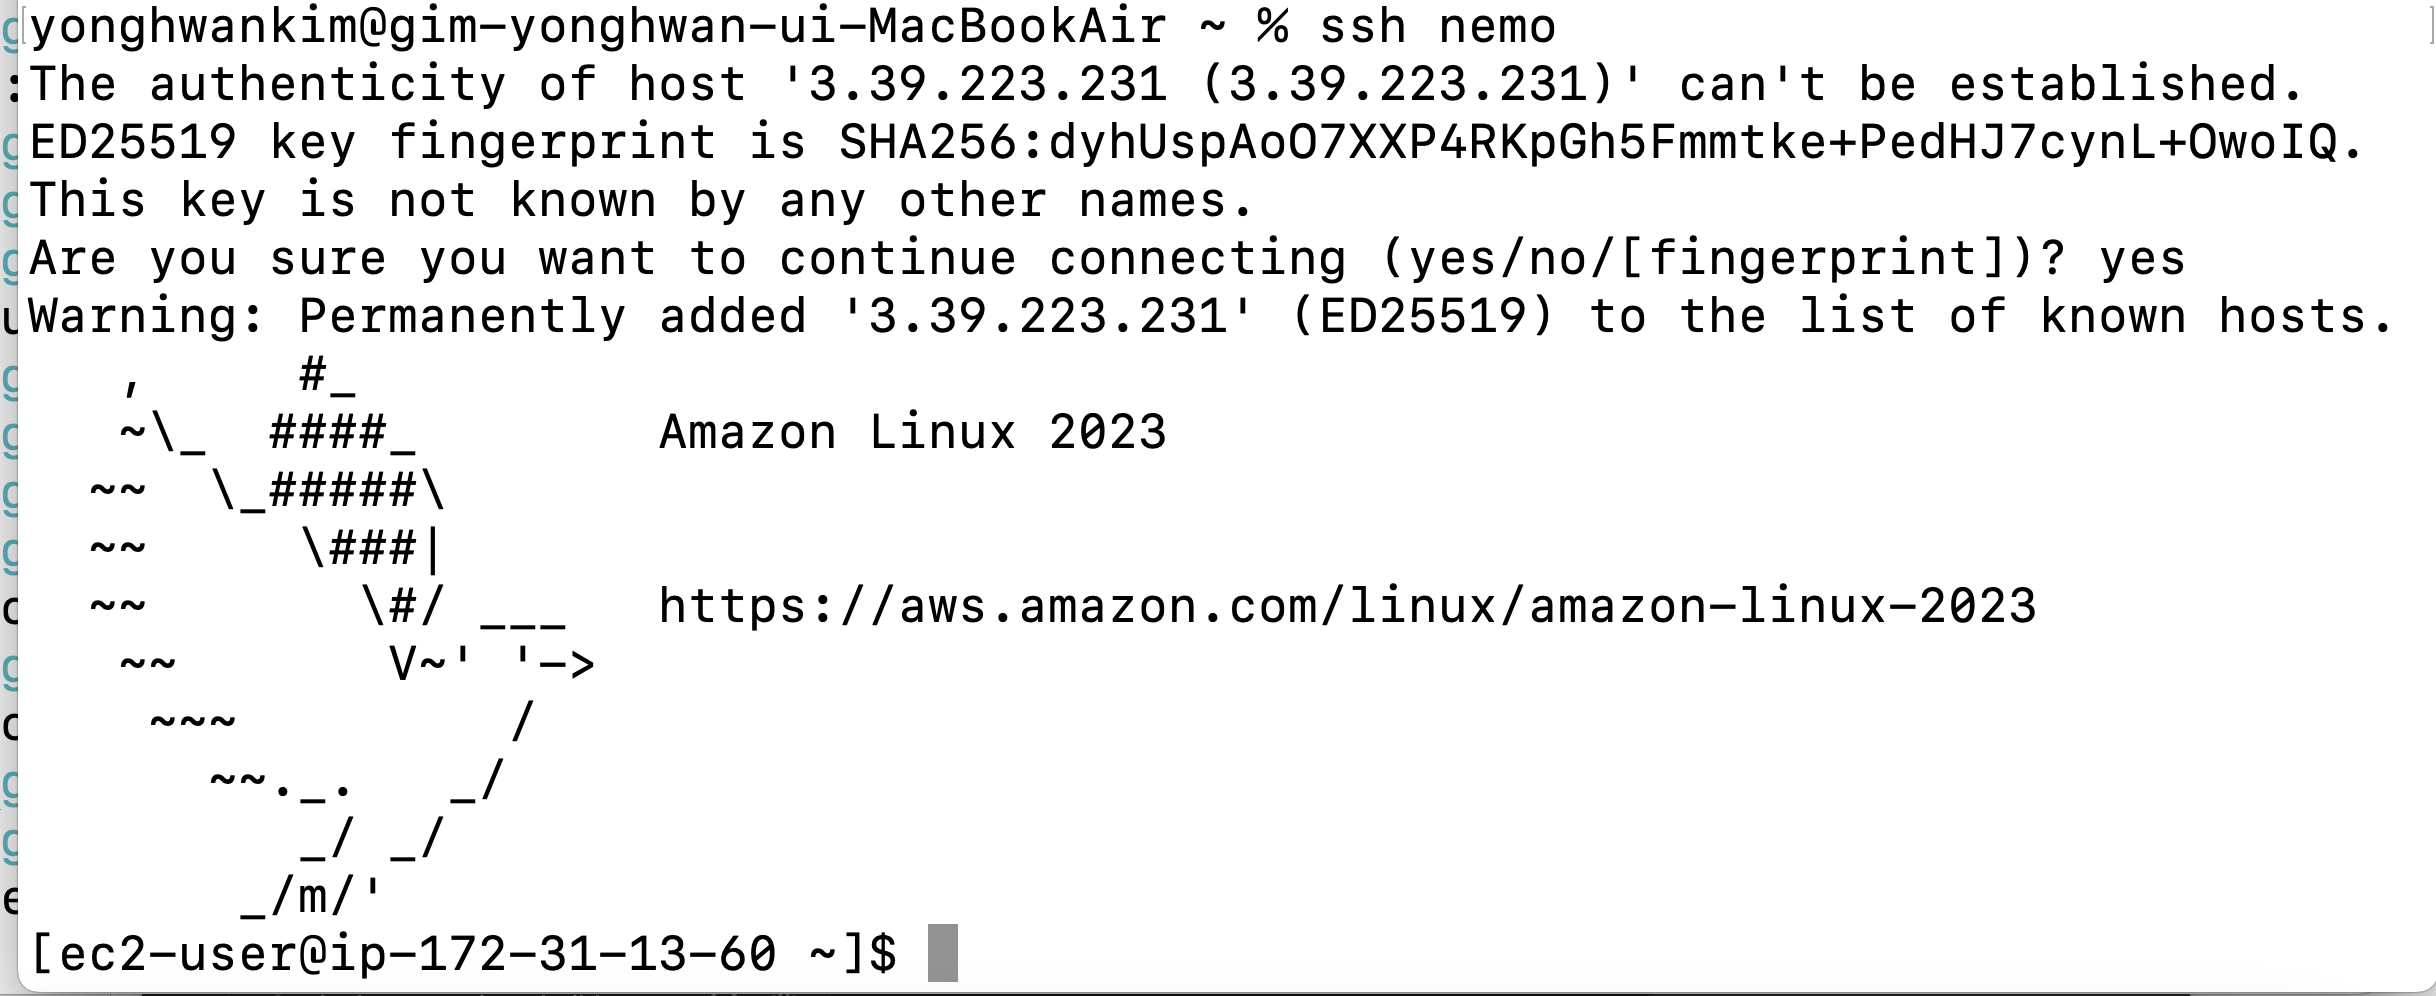 yonghwankim@gim-yonghwan-ui-MacBookAir ~ % ssh nemo
The authenticity of host '3.39.223.231 (3.39.223.231)' can't be established.
ED25519 key fingerprint is SHA256:dyhUspAoO7XXP4RKpGh5Fmmtke+PedHJ7cynL+OwoIQ.
This key is not known by any other names.
Are you sure you want to continue connecting (yes/no/[fingerprint])? yes
Warning: Permanently added '3.39.223.231' (ED25519) to the list of known hosts.
   ,     #_
   ~\_  ####_        Amazon Linux 2023
  ~~  \_#####\
  ~~     \###|
  ~~       \#/ ___   https://aws.amazon.com/linux/amazon-linux-2023
   ~~       V~' '->
    ~~~         /
      ~~._.   _/
         _/ _/
       _/m/'
[ec2-user@ip-172-31-13-60 ~]$